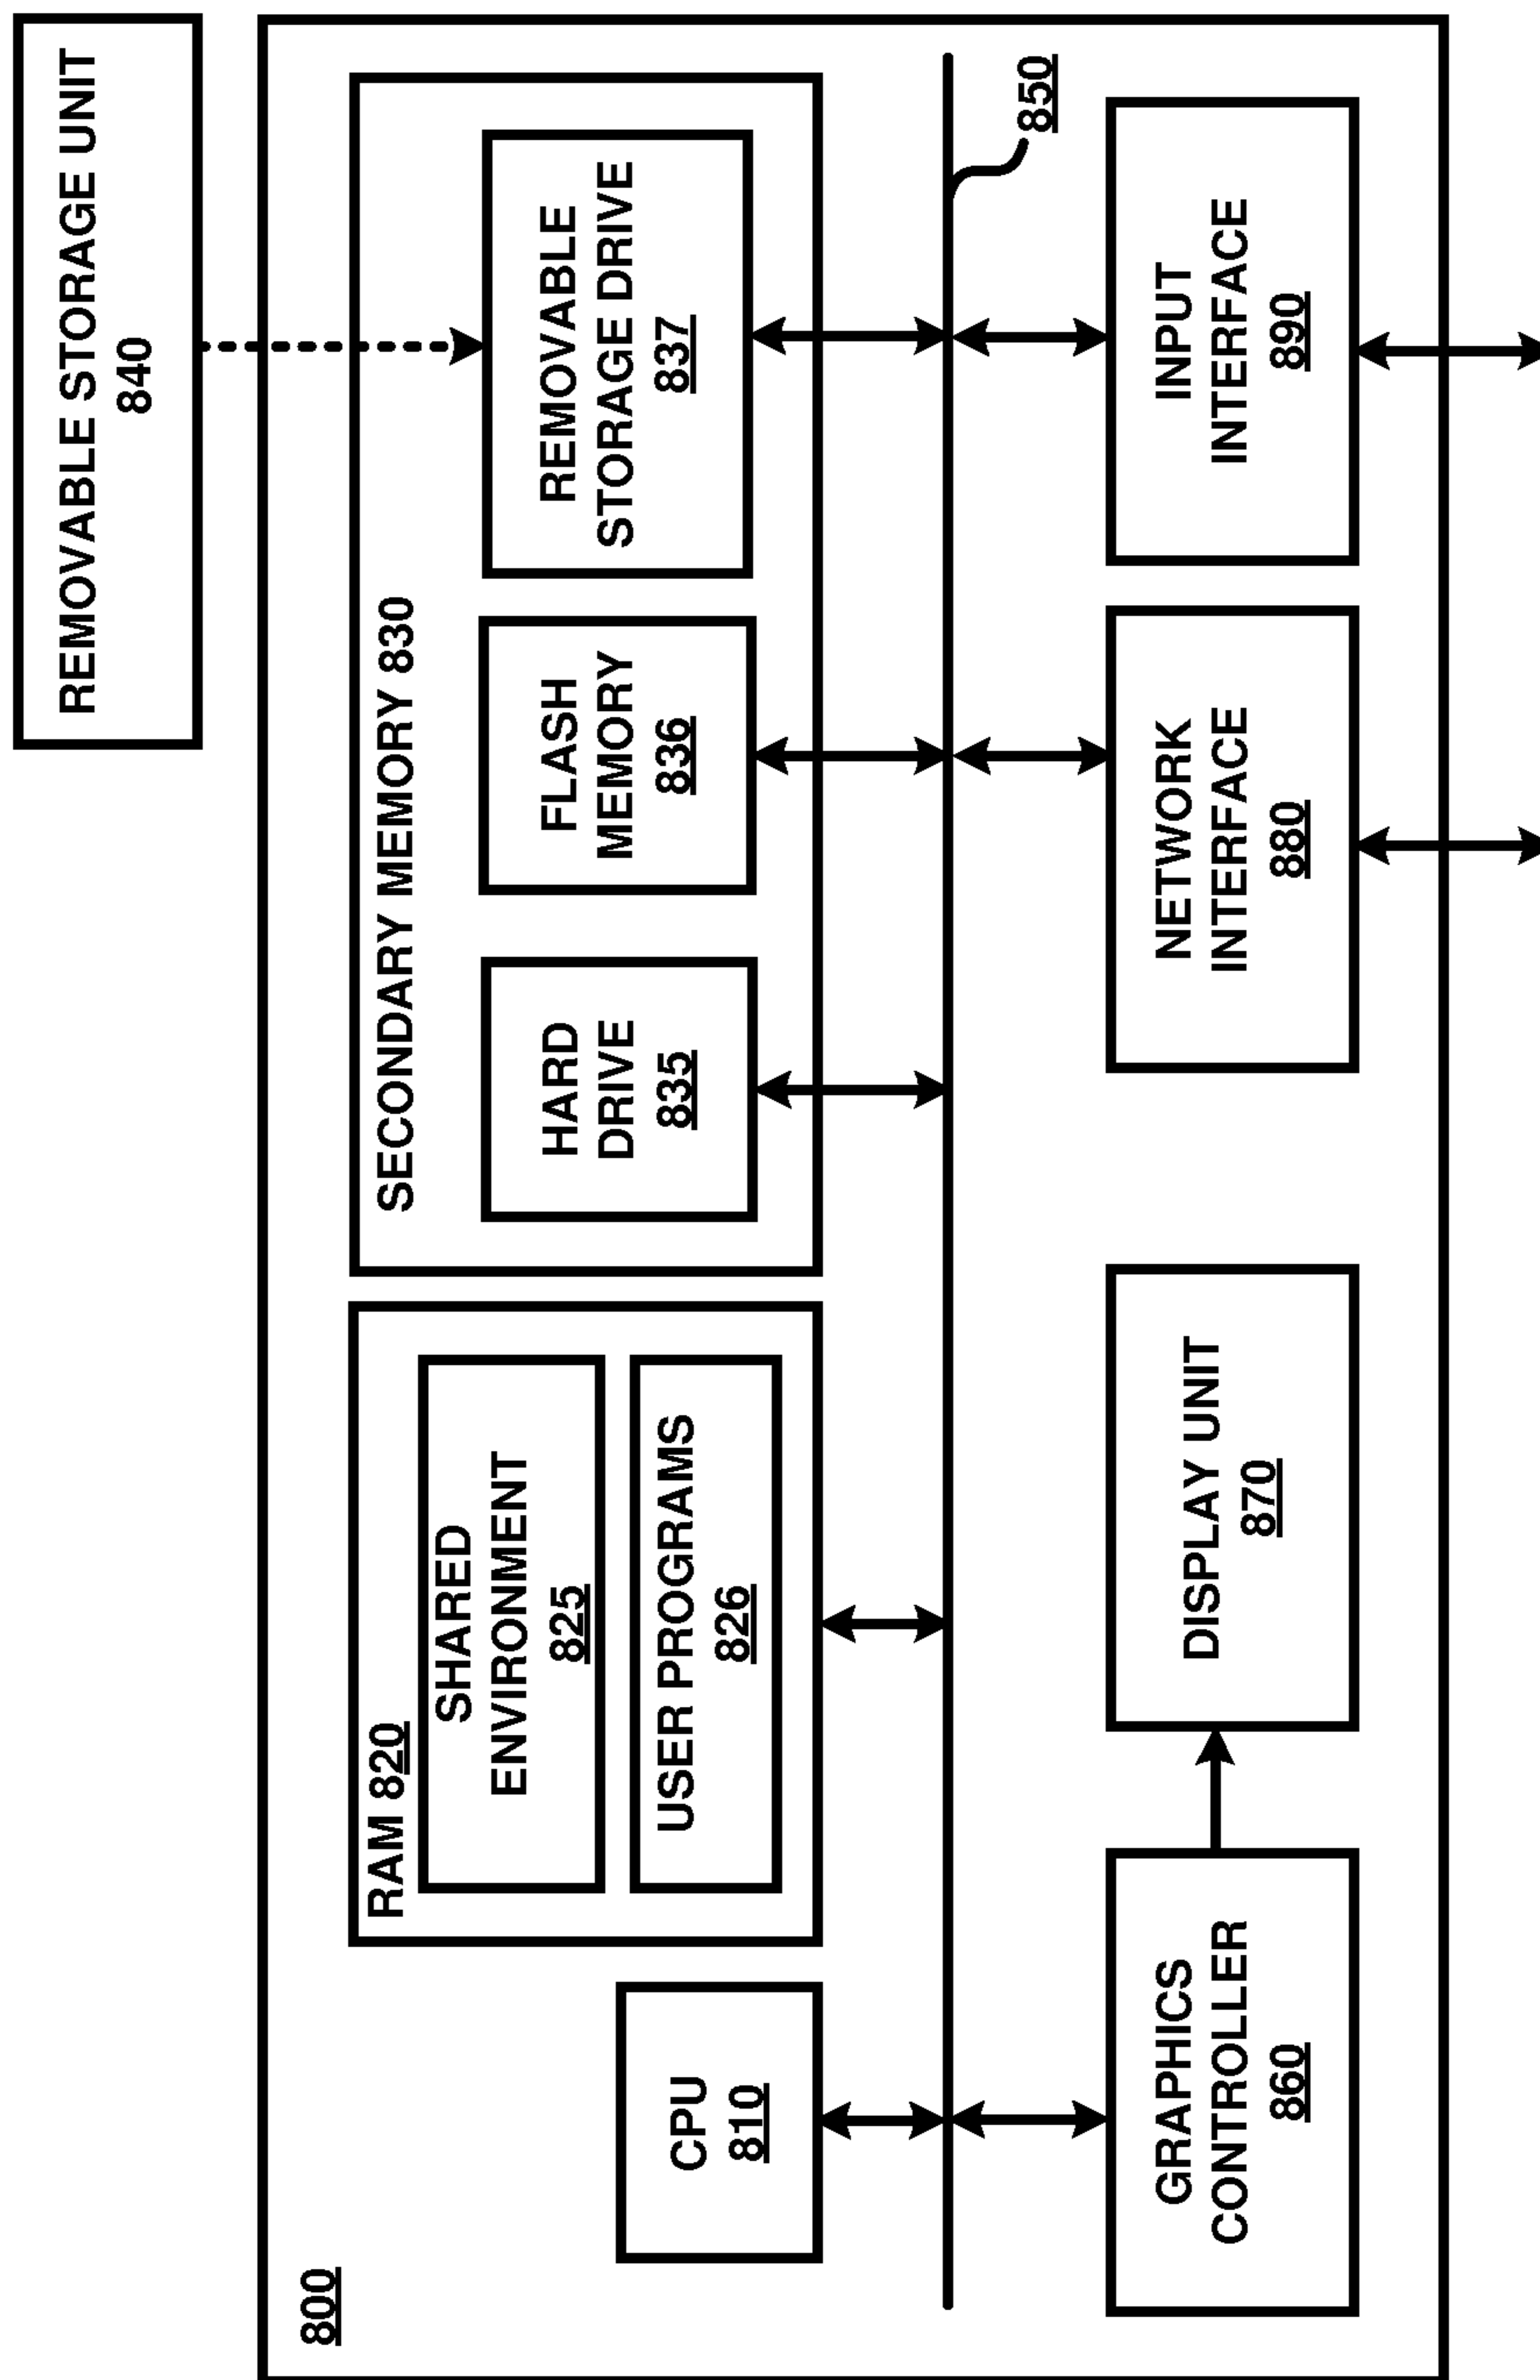 REMOVABLE STORAGE UNIT
840
800
RAM 820
SHARED
ENVIRONMENT
825
USER PROGRAMS
826
CPU
810
SECONDARY MEMORY 830
HARD
DRIVE
835
FLASH
MEMORY
836
REMOVABLE
STORAGE DRIVE
837
850
GRAPHICS
CONTROLLER
860
DISPLAY UNIT
870
NETWORK
INTERFACE
880
INPUT
INTERFACE
890